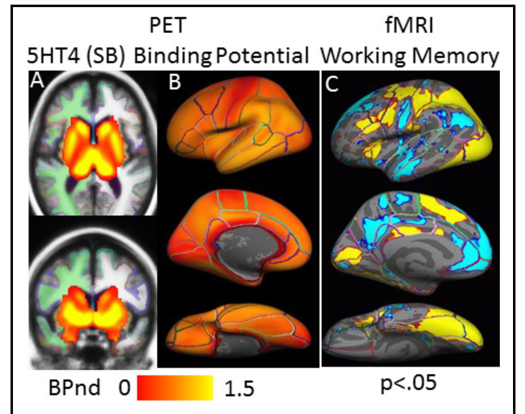 PET fMRI
5HT4 (SB) Binding Potential Working Memory
A B C
BPnd 0 1.5 p<.05